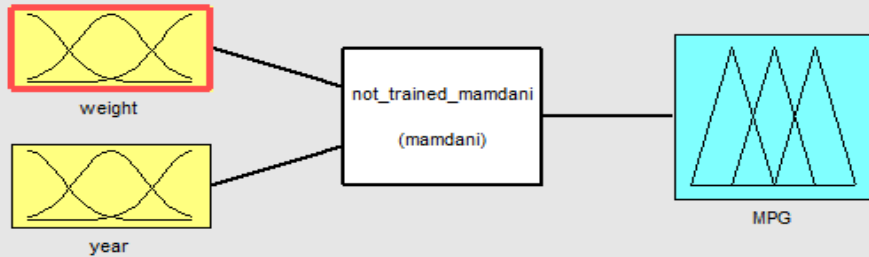 weight
not_trained_mamdani
(mamdani)
year
MPG